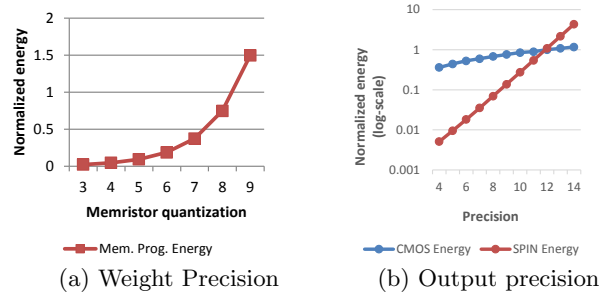 2
1.5
1
0.5
0
Normalized energy
3 4 5 6 7 8 9
Memristor quantization
Mem. Prog. Energy
(a) Weight Precision
10
1
0.1
0.01
0.001
Normalized energy
(log-scale)
4 6 8 10 12 14
Precision
CMOS Energy SPIN Energy
(b) Output precision